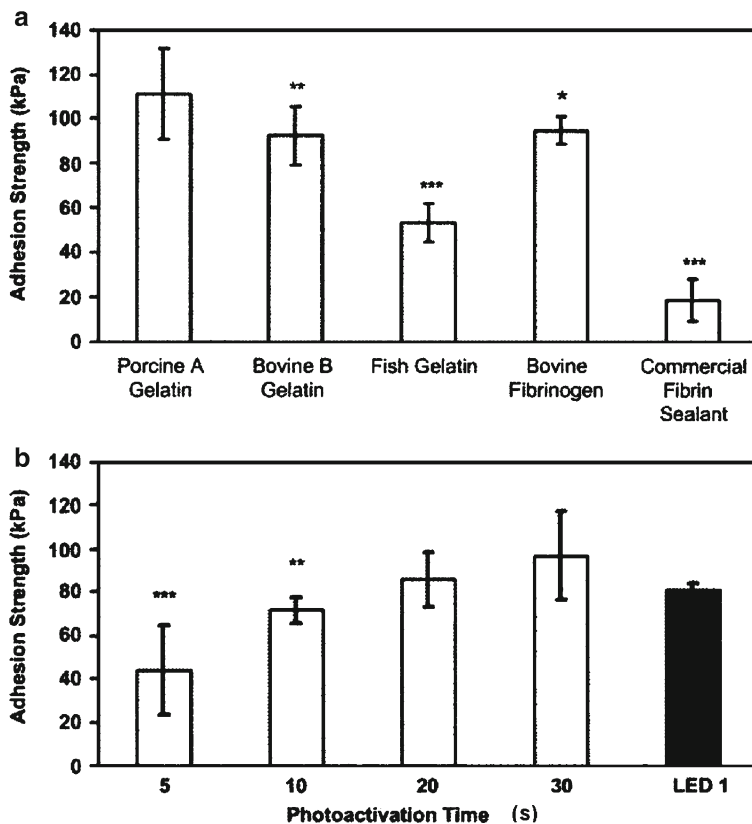 a
140
120
100
80
60
40
20
0
Adhesion Strength (kPa)
**
***
*
***
Porcine A
Gelatin
Bovine B
Gelatin
Fish Gelatin
Bovine
Fibrinogen
Commercial
Fibrin
Sealant
b
140
120
100
80
60
40
20
0
Adhesion Strength (kPa)
***
**
5
10
20
30
LED 1
Photoactivation Time (s)